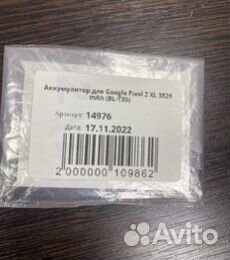 Аккумулятор для Google Pixel 2 XL 3520
mAh (BL-T35)
Артикул: 14976
Дата: 17.11.2022
2 000000 109862
Avito